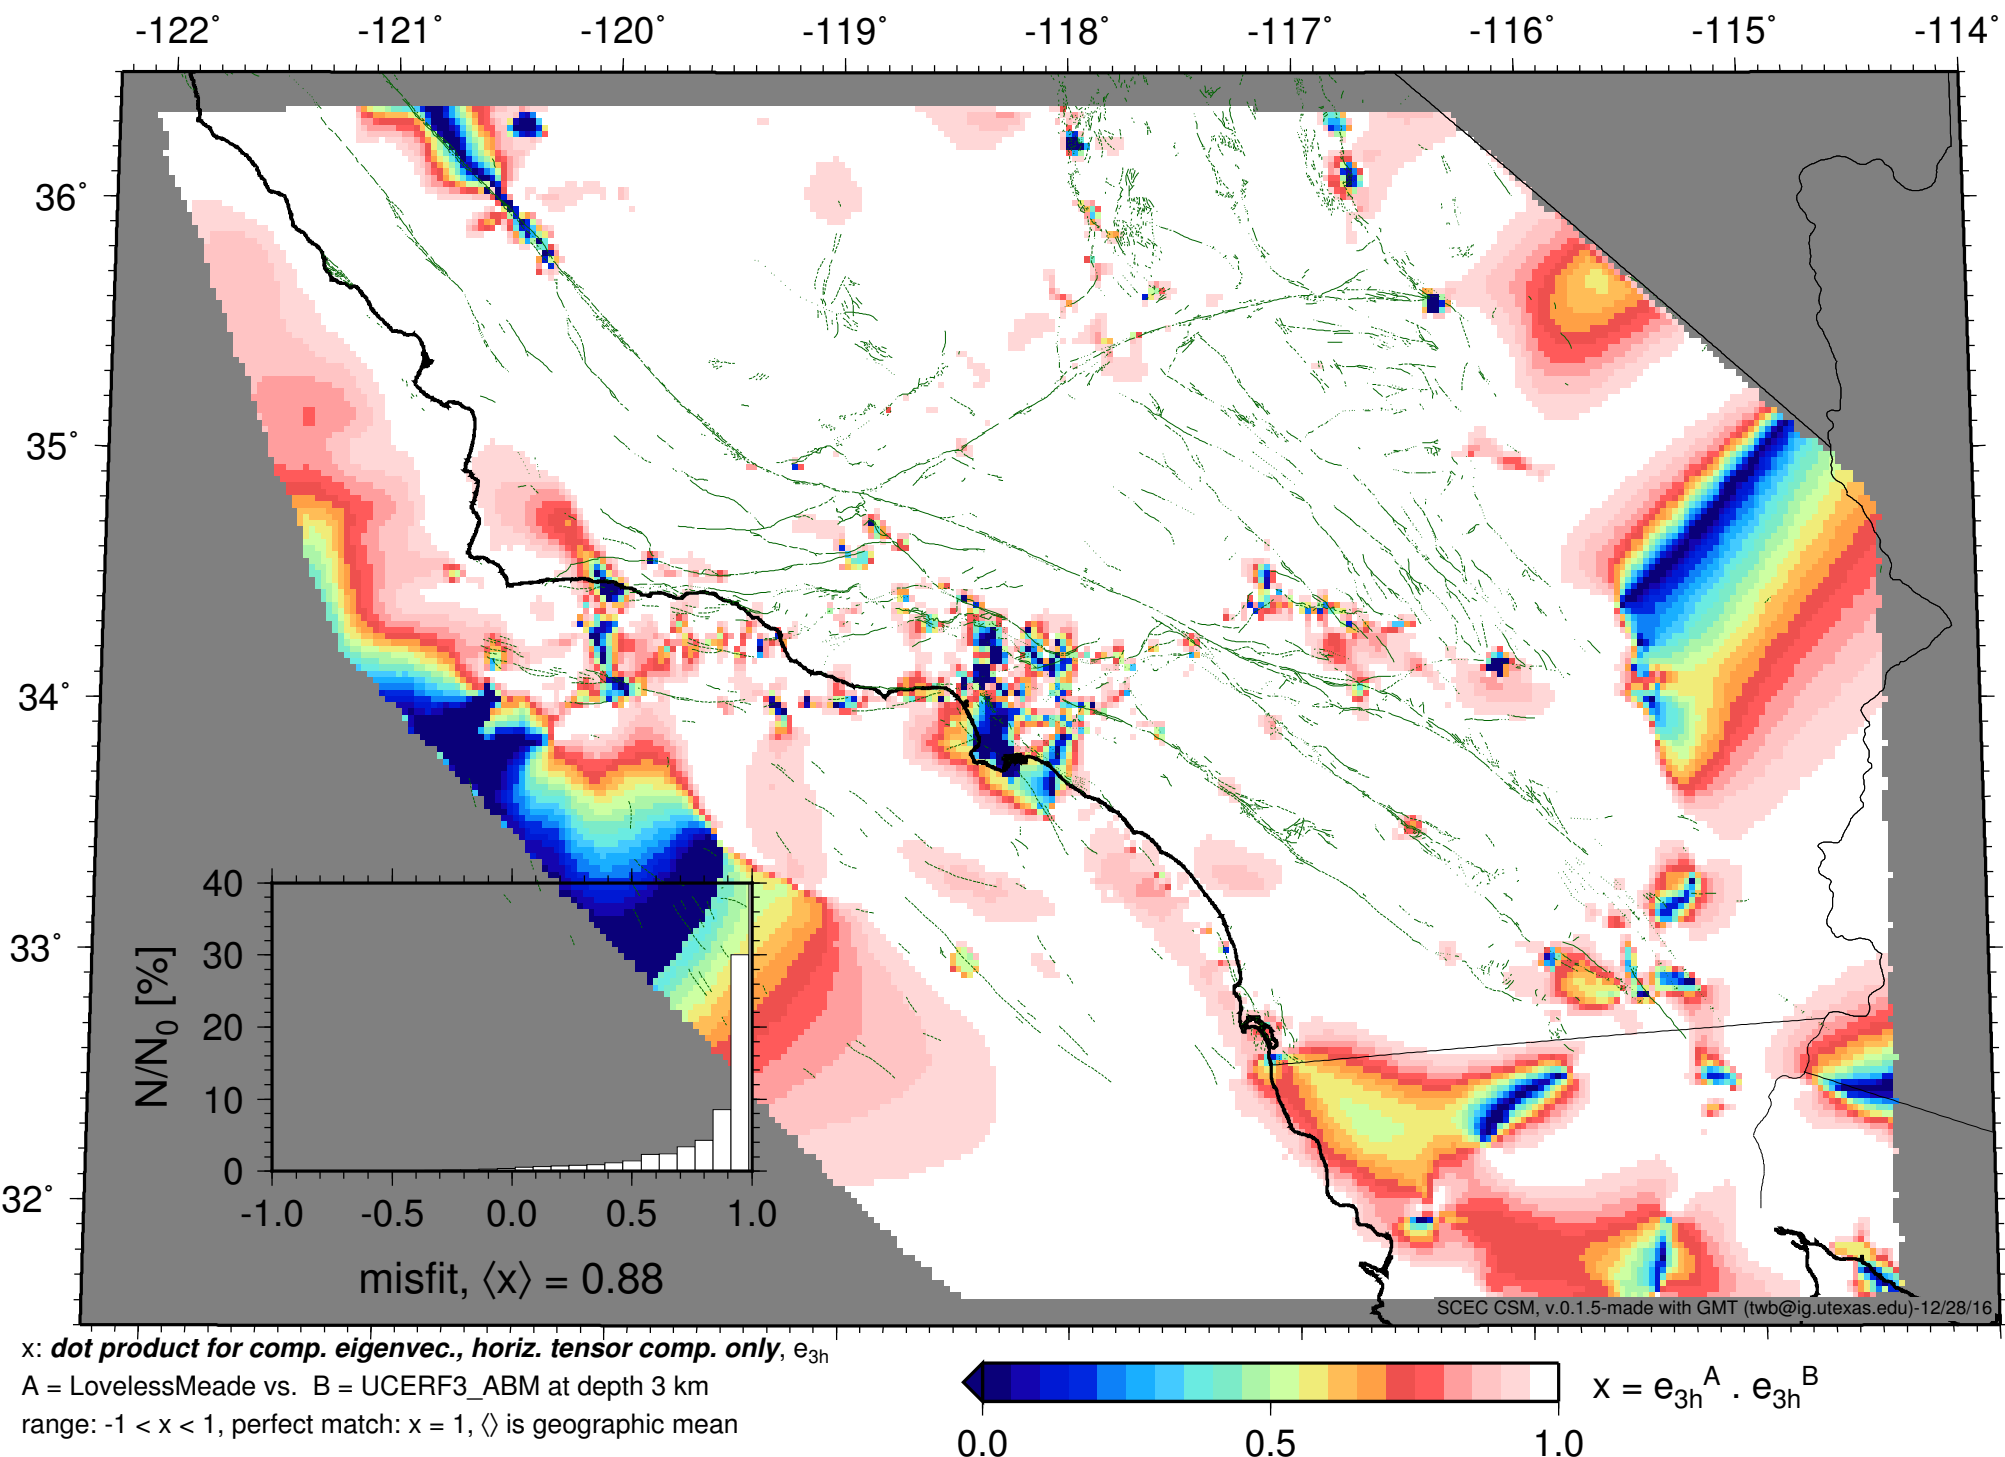 -122° -121° -120° -119° -118° -117° -116° -115° -114°
36°
35°
34°
33°
32°
40
30
20
10
0
N/N0 [%]
-1.0 -0.5 0.0 0.5 1.0
misfit, ⟨x⟩ = 0.88
SCEC CSM, v.0.1.5-made with GMT (twb@ig.utexas.edu)-12/28/16
x: dot product for comp. eigenvec., horiz. tensor comp. only, e3h
A = LovelessMeade vs. B = UCERF3_ABM at depth 3 km
range: -1 < x < 1, perfect match: x = 1, ⟨⟩ is geographic mean
x = e3h^A . e3h^B
0.0 0.5 1.0